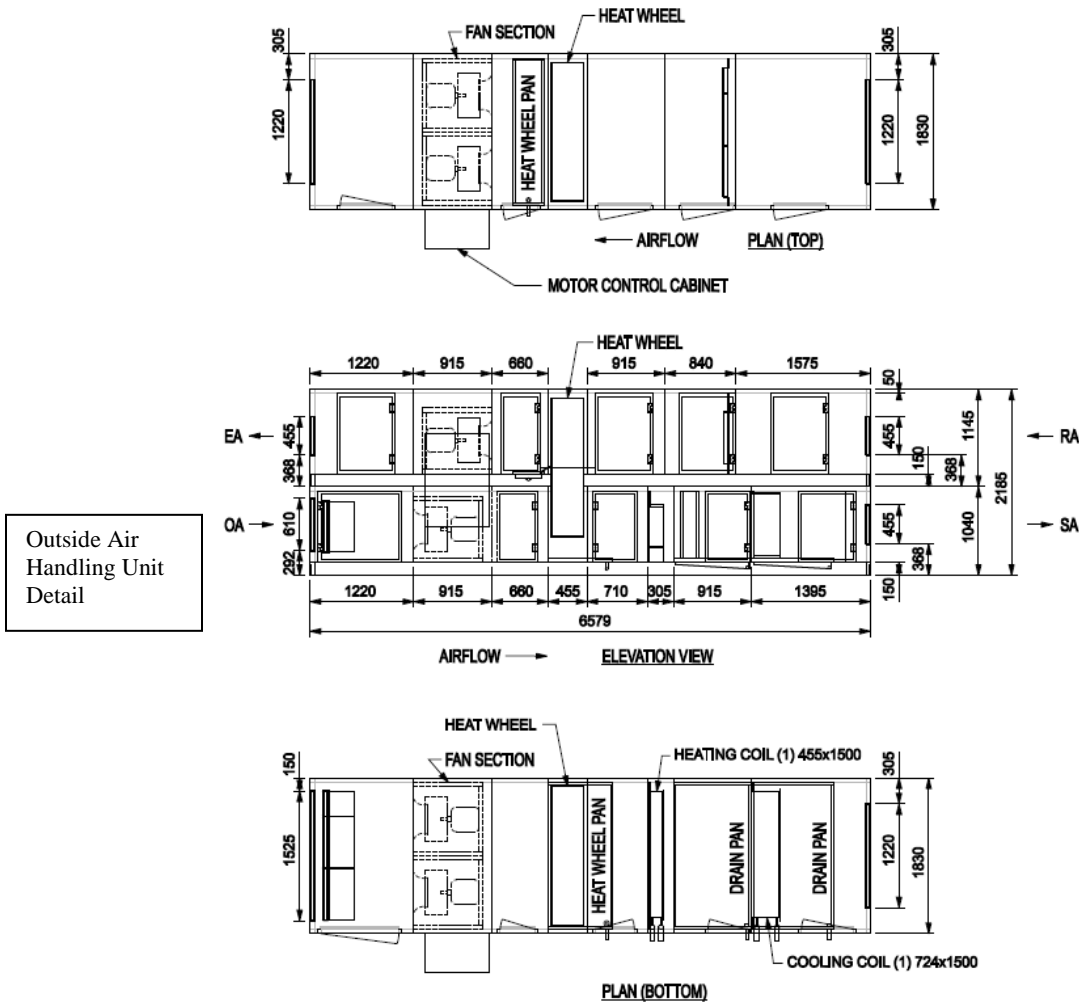 HEAT WHEEL
FAN SECTION
305
1220
HEAT WHEEL PAN
305
1220
1830
AIRFLOW
PLAN (TOP)
MOTOR CONTROL CABINET
HEAT WHEEL
1220
915
660
915
840
1575
50
EA
455
368
150
455
368
1145
2185
RA
OA
610
292
455
368
1040
SA
150
1220
915
660
455
710
305
915
1395
6579
AIRFLOW
ELEVATION VIEW
Outside Air
Handling Unit
Detail
HEAT WHEEL
FAN SECTION
HEATING COIL (1) 455x1500
150
1525
HEAT WHEEL PAN
DRAIN PAN
DRAIN PAN
305
1220
1830
COOLING COIL (1) 724x1500
PLAN (BOTTOM)